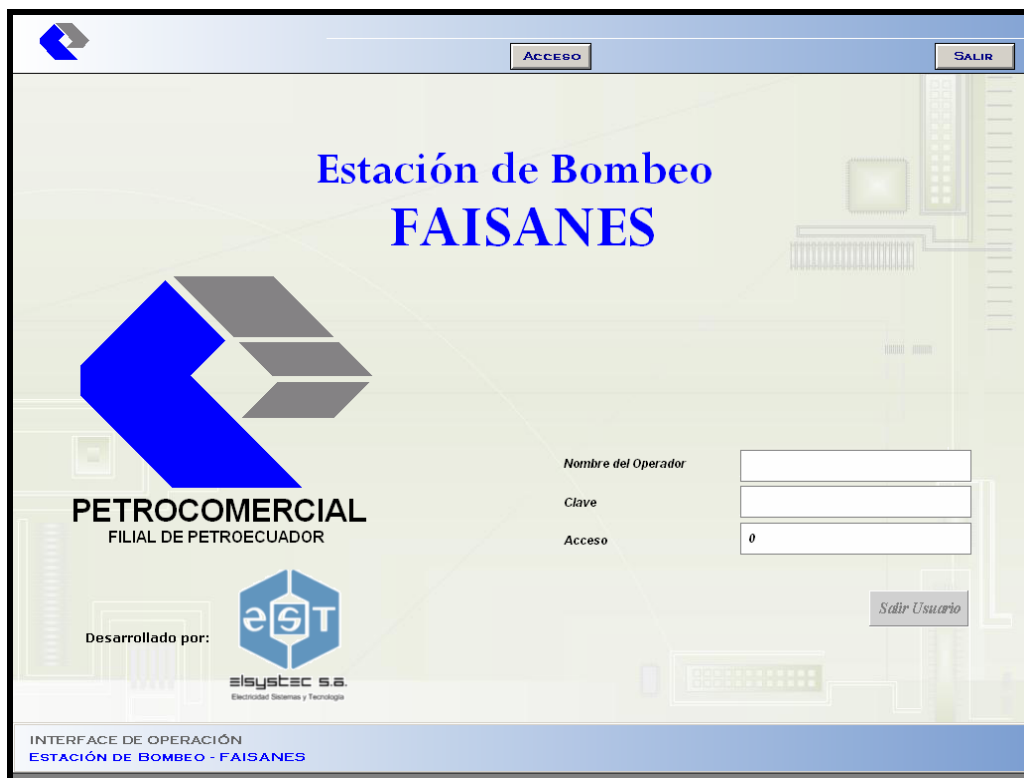 ACCESO
SALIR
Estación de Bombeo
FAISANES
Nombre del Operador
Clave
Acceso
0
PETROCOMERCIAL
FILIAL DE PETROECUADOR
Salir Usuario
Desarrollado por:
eST
elsystec s.a.
Electricidad Sistemas y Tecnología
INTERFACE DE OPERACIÓN
ESTACIÓN DE BOMBEO - FAISANES